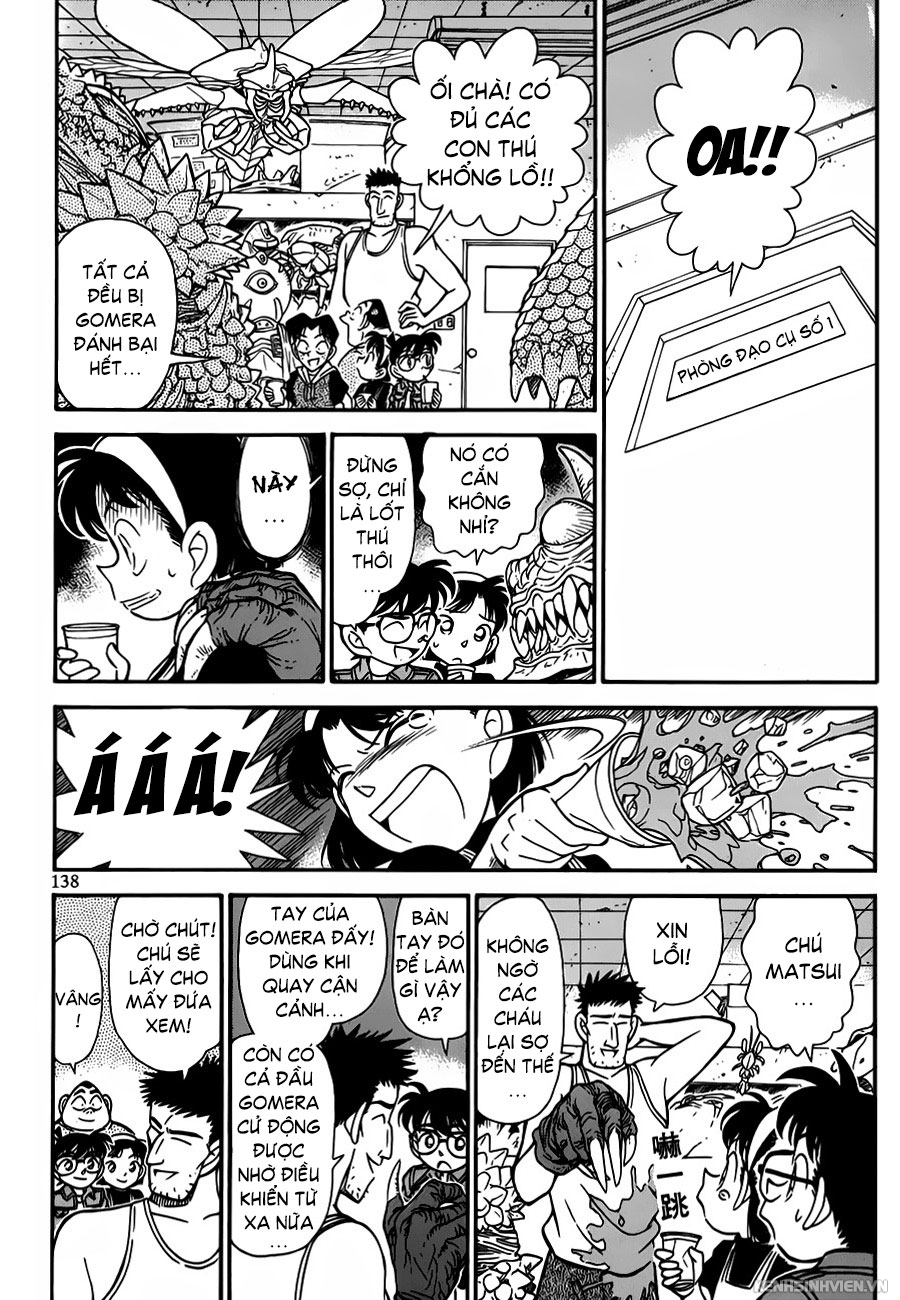 OA!!
PHÒNG ĐẠO CỤ SỐ 1
ỐI CHÀ! CÓ
ĐỦ CÁC
CON THÚ
KHỔNG LỒ!!
TẤT CẢ
ĐỀU BỊ
GOMERA
ĐÁNH BẠI
HẾT...
NÓ CÓ
CẮN
KHÔNG
NHỈ?
ĐỪNG
SỢ, CHỈ
LÀ LỐT
THÚ
THÔI
...
NÀY
...
Á Á Á!
138
CHÚ
MATSUI
...
XIN
LỖI!
KHÔNG
NGỜ
CÁC
CHÁU
LẠI SỢ
ĐẾN THẾ
...
嚇一跳
BÀN
TAY ĐÓ
ĐỂ LÀM
GÌ VẬY
Ạ?
TAY CỦA
GOMERA ĐẤY!
DÙNG KHI
QUAY CẬN
CẢNH...
CÒN CÓ
CẢ ĐẦU
GOMERA
CỬ ĐỘNG
ĐƯỢC
NHỜ ĐIỀU
KHIỂN TỪ
XA NỮA
...
CHỜ CHÚT!
CHÚ SẼ
LẤY CHO
MẤY ĐỨA
XEM!
VÂNG
!
KENHSINHVIEN.VN